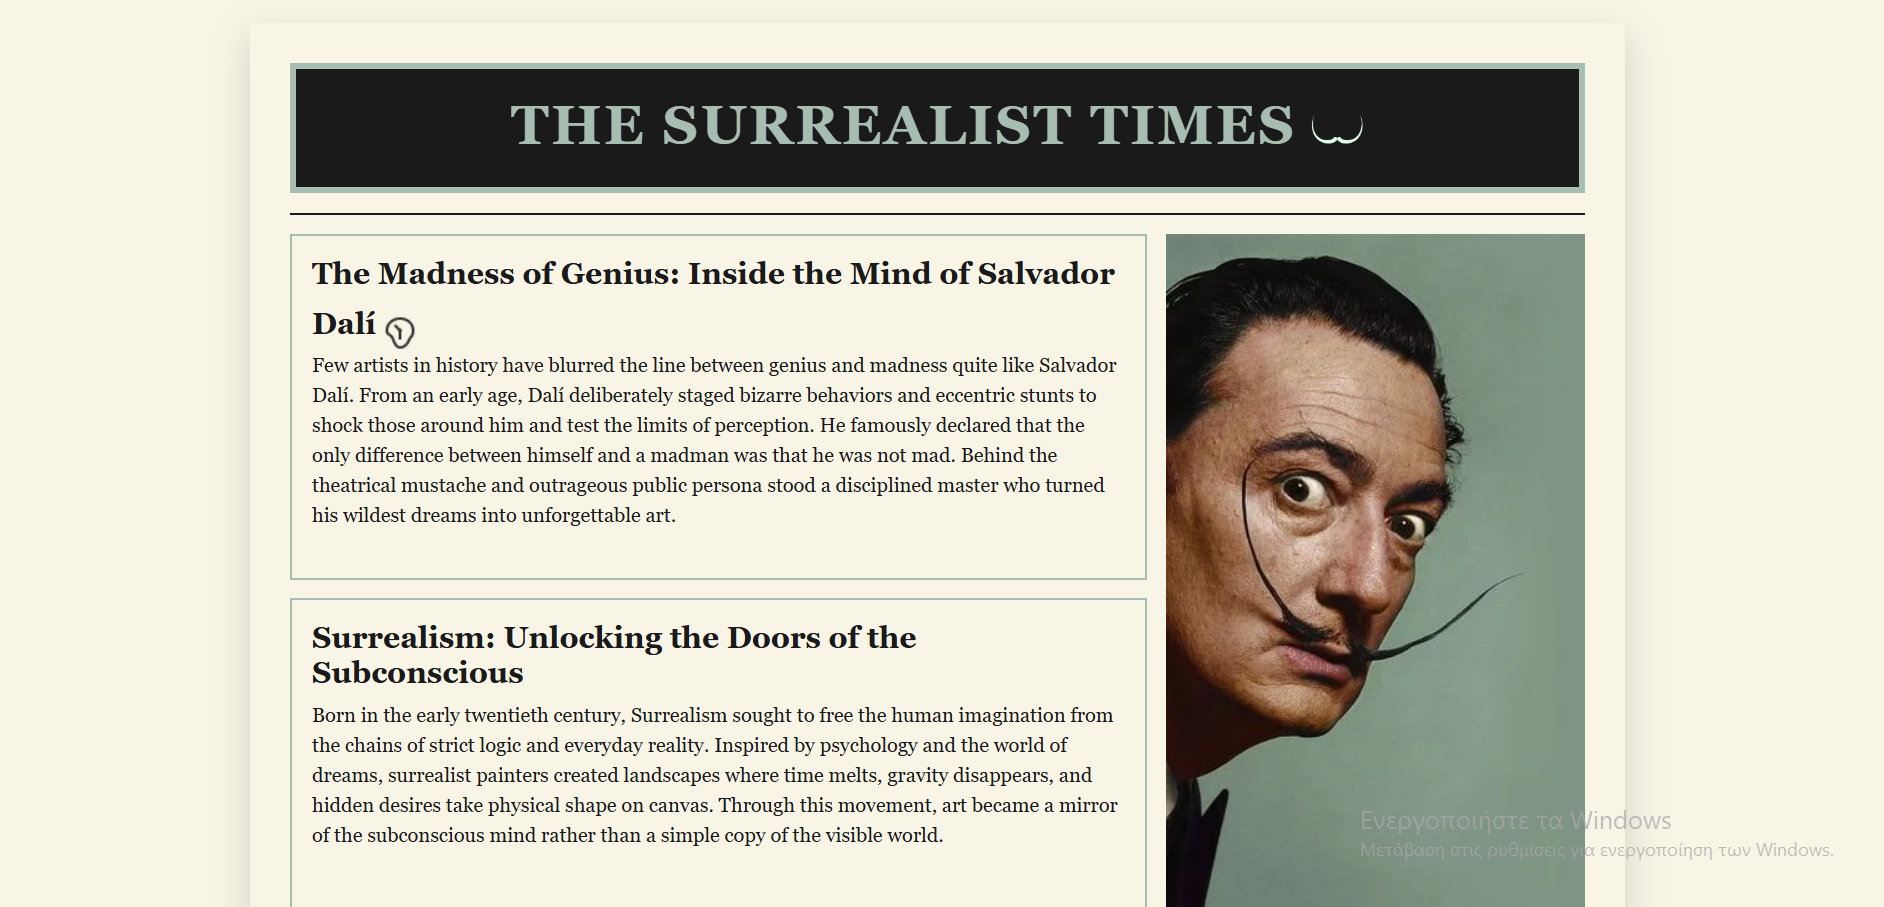 THE SURREALIST TIMES
The Madness of Genius: Inside the Mind of Salvador
Dalí
Few artists in history have blurred the line between genius and madness quite like Salvador
Dalí. From an early age, Dalí deliberately staged bizarre behaviors and eccentric stunts to
shock those around him and test the limits of perception. He famously declared that the
only difference between himself and a madman was that he was not mad. Behind the
theatrical mustache and outrageous public persona stood a disciplined master who turned
his wildest dreams into unforgettable art.
Surrealism: Unlocking the Doors of the
Subconscious
Born in the early twentieth century, Surrealism sought to free the human imagination from
the chains of strict logic and everyday reality. Inspired by psychology and the world of
dreams, surrealist painters created landscapes where time melts, gravity disappears, and
hidden desires take physical shape on canvas. Through this movement, art became a mirror
of the subconscious mind rather than a simple copy of the visible world.
Ενεργοποιήστε τα Windows
Μετάβαση στις ρυθμίσεις για ενεργοποίηση των Windows.